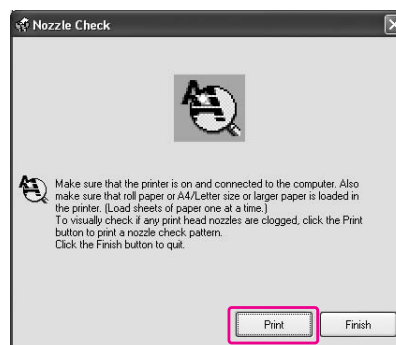 Nozzle Check
Make sure that the printer is on and connected to the computer. Also
make sure that roll paper or A4/Letter size or larger paper is loaded in
the printer. (Load sheets of paper one at a time.)
To visually check if any print head nozzles are clogged, click the Print
button to print a nozzle check pattern.
Click the Finish button to quit.
Print
Finish